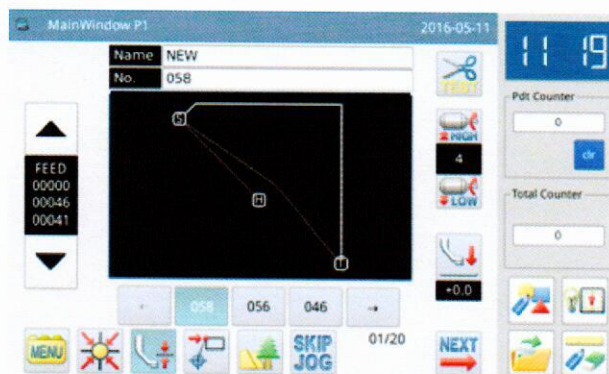 MainWindow P1
2016-05-11
11 19
Name NEW
No. 058
TEXT
Pdt Counter
0
clr
HIGH
4
LOW
FEED
00000
00046
00041
S
H
T
Total Counter
0
+0.0
058 056 046
01/20
MENU
SKIP
JOG
NEXT